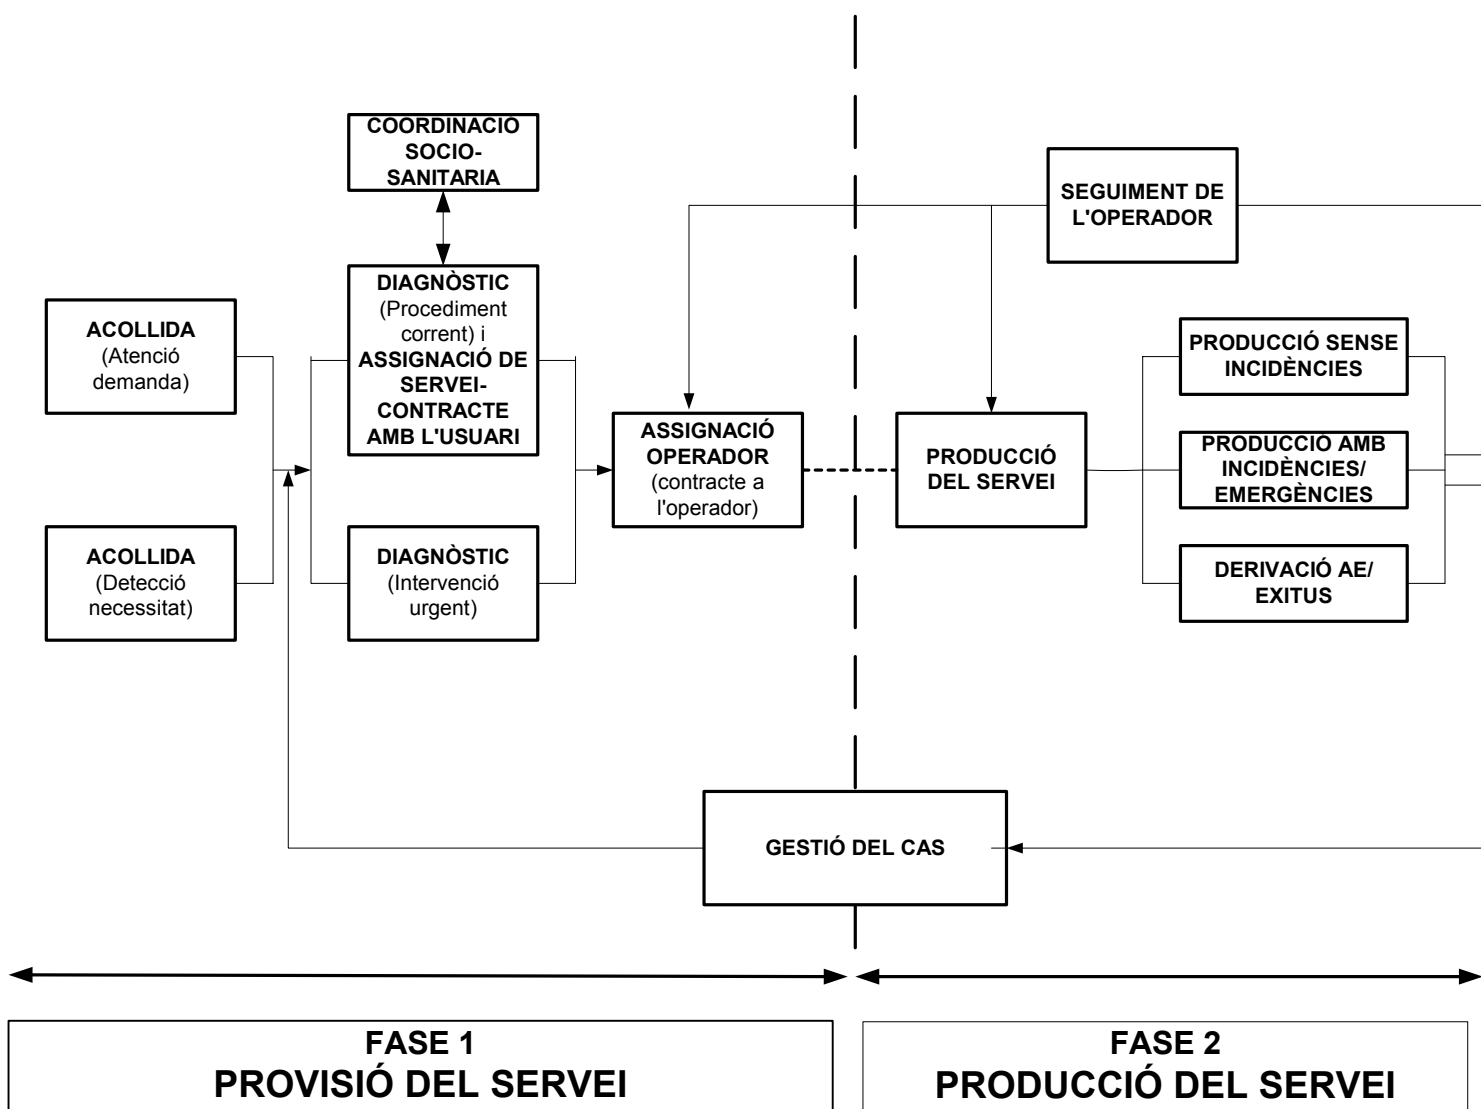 COORDINACIÓ
SOCIO-
SANITARIA
SEGUIMENT DE
L'OPERADOR
ACOLLIDA
(Atenció
demanda)
DIAGNÒSTIC
(Procediment
corrent) i
ASSIGNACIÓ DE
SERVEI-
CONTRACTE
AMB L'USUARI
PRODUCCIÓ SENSE
INCIDÈNCIES
ASSIGNACIÓ
OPERADOR
(contracte a
l'operador)
PRODUCCIÓ
DEL SERVEI
PRODUCCIÓ AMB
INCIDÈNCIES/
EMERGÈNCIES
ACOLLIDA
(Detecció
necessitat)
DIAGNÒSTIC
(Intervenció
urgent)
DERIVACIÓ AE/
EXITUS
GESTIÓ DEL CAS
FASE 1
PROVISIÓ DEL SERVEI
FASE 2
PRODUCCIÓ DEL SERVEI